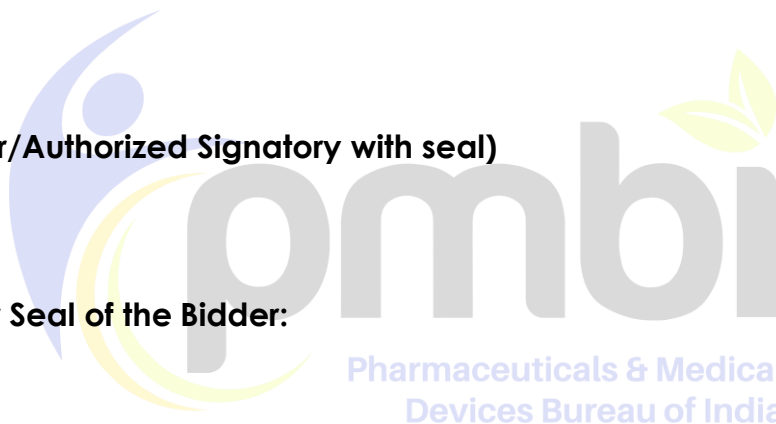 r/Authorized Signatory with seal)
pmbi
Seal of the Bidder:
Pharmaceuticals & Medica
Devices Bureau of India